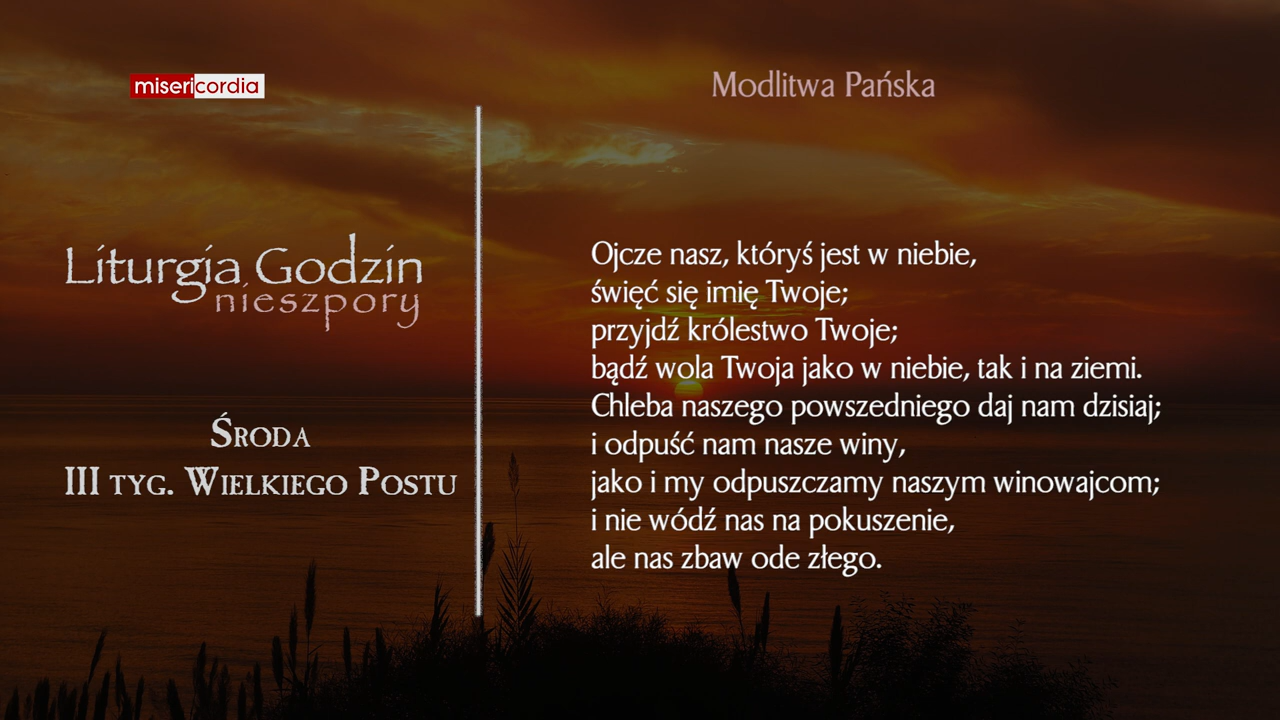 misericordia
Liturgia Godzin
nieszpory
Środa
III tyg. Wielkiego Postu
Modlitwa Pańska
Ojcze nasz, któryś jest w niebie,
święć się imię Twoje;
przyjdź królestwo Twoje;
bądź wola Twoja jako w niebie, tak i na ziemi.
Chleba naszego powszedniego daj nam dzisiaj;
i odpuść nam nasze winy,
jako i my odpuszczamy naszym winowajcom;
i nie wódź nas na pokuszenie,
ale nas zbaw ode złego.